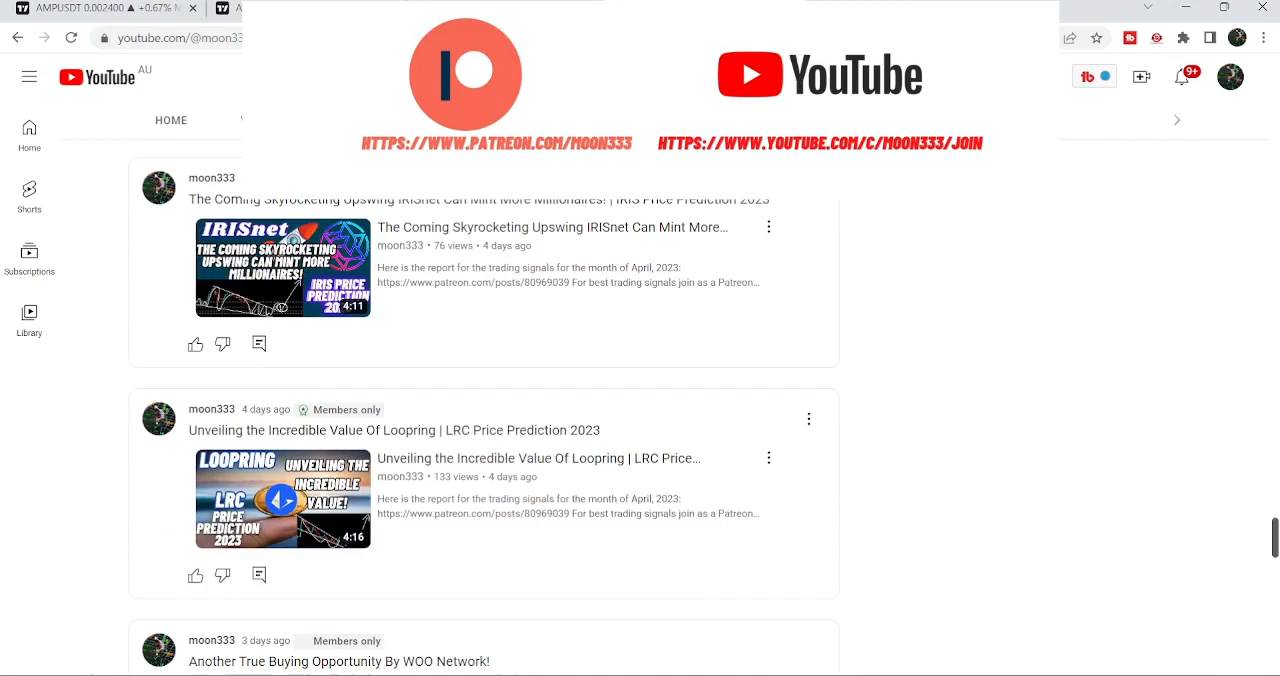 AMPUSDT 0.002400 ▲ +0.67%
youtube.com/@moon33
YouTube
HTTPS://WWW.PATREON.COM/MOON333
HTTPS://WWW.YOUTUBE.COM/C/MOON333/JOIN
YouTube AU
9+
HOME
Home
Shorts
Subscriptions
Library
moon333
The Coming Skyrocketing Upswing IRISnet Can Mint More Millionaires! | IRIS Price Prediction 2023
IRISnet
THE COMING SKYROCKETING
UPSWING CAN MINT MORE
MILLIONAIRES!
IRIS PRICE
PREDICTION
4:11
The Coming Skyrocketing Upswing IRISnet Can Mint More...
moon333 • 76 views • 4 days ago
Here is the report for the trading signals for the month of April, 2023:
https://www.patreon.com/posts/80969039 For best trading signals join as a Patreon...
moon333 4 days ago Members only
Unveiling the Incredible Value Of Loopring | LRC Price Prediction 2023
LOOPRING
UNVEILING THE
INCREDIBLE
VALUE!
LRC
PRICE
PREDICTION
2023
4:16
Unveiling the Incredible Value Of Loopring | LRC Price...
moon333 • 133 views • 4 days ago
Here is the report for the trading signals for the month of April, 2023:
https://www.patreon.com/posts/80969039 For best trading signals join as a Patreon...
moon333 3 days ago Members only
Another True Buying Opportunity By WOO Network!